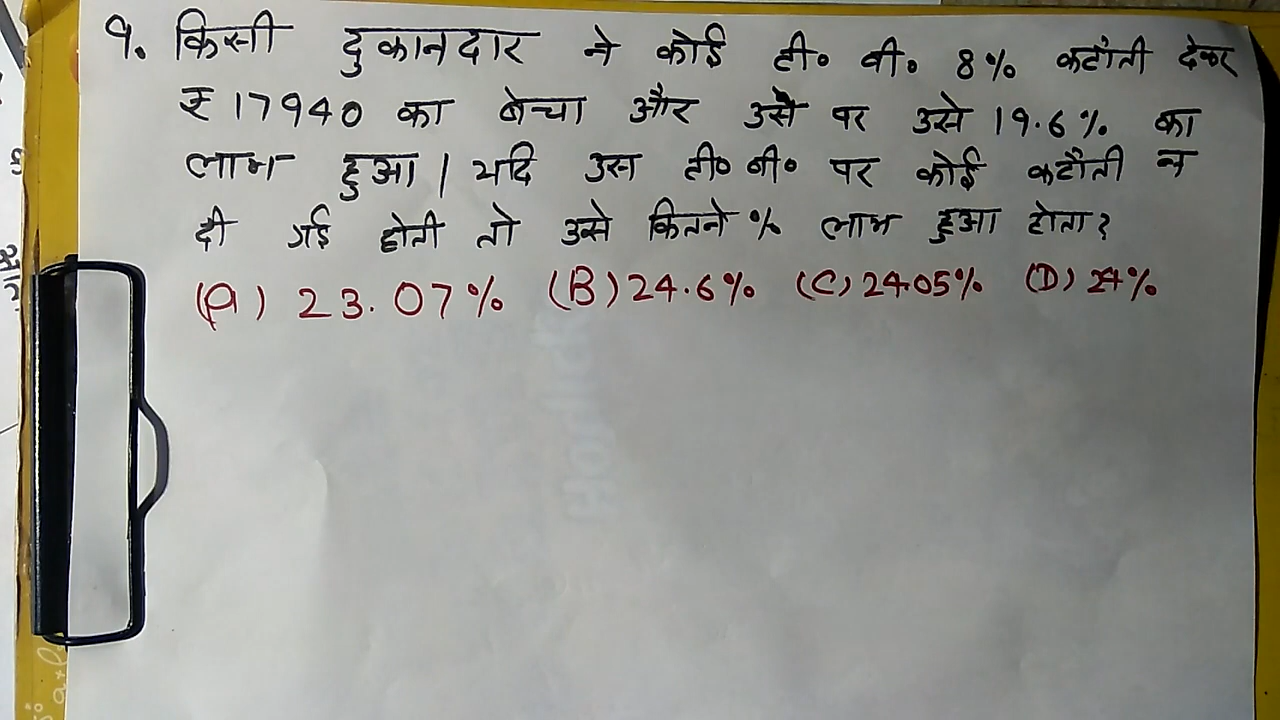 9. किसी दुकानदार ने कोई टी० वी० 8% कटौती देकर
₹ 17940 का बेचा और उसे पर उसे 19.6% का
लाभ हुआ। यदि उस टी० वी० पर कोई कटौती न
दी गई होती तो उसे कितने % लाभ हुआ होता?
(A) 23.07% (B) 24.6% (C) 24.05% (D) 24%